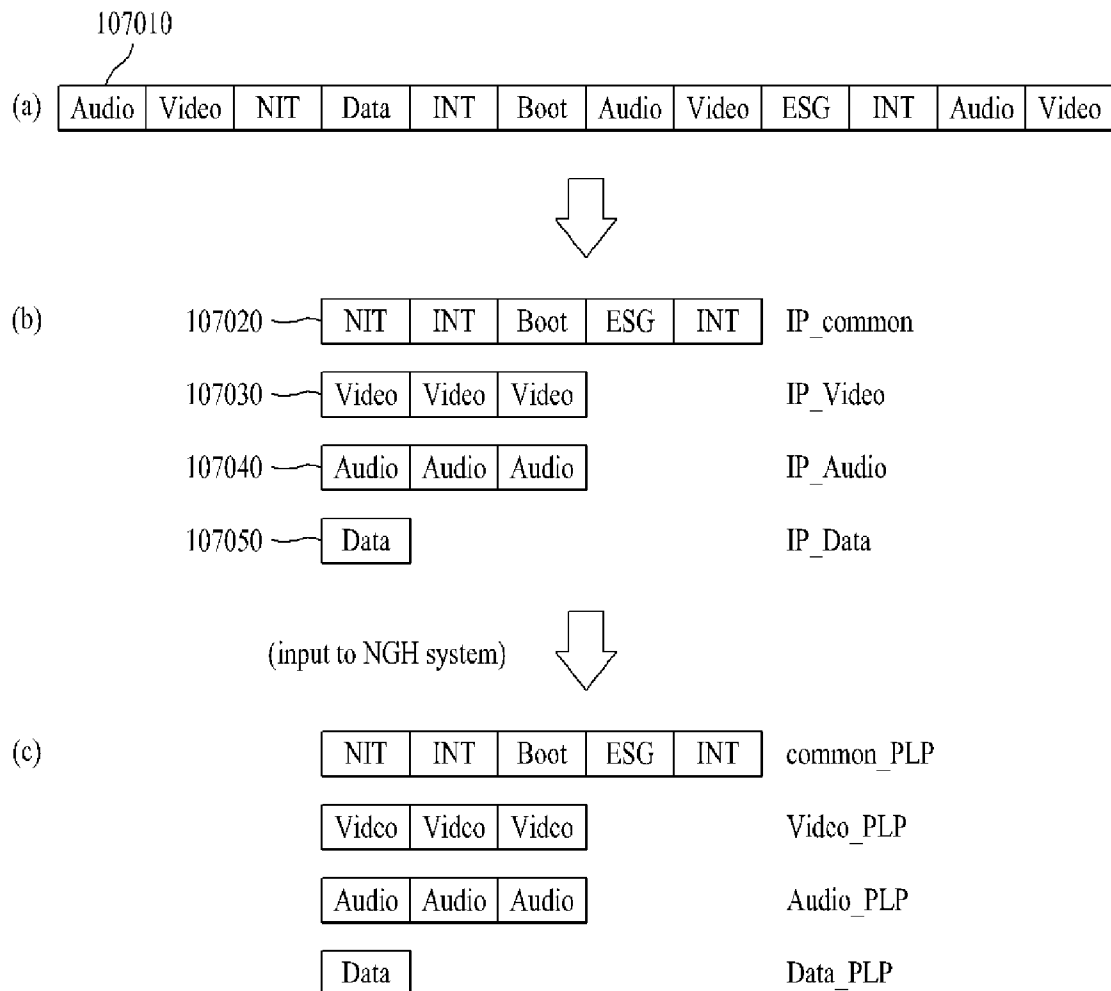 107010
(a) Audio Video NIT Data INT Boot Audio Video ESG INT Audio Video
(b) 107020 NIT INT Boot ESG INT IP_common
107030 Video Video Video IP_Video
107040 Audio Audio Audio IP_Audio
107050 Data IP_Data
(input to NGH system)
(c) NIT INT Boot ESG INT common_PLP
Video Video Video Video_PLP
Audio Audio Audio Audio_PLP
Data Data_PLP